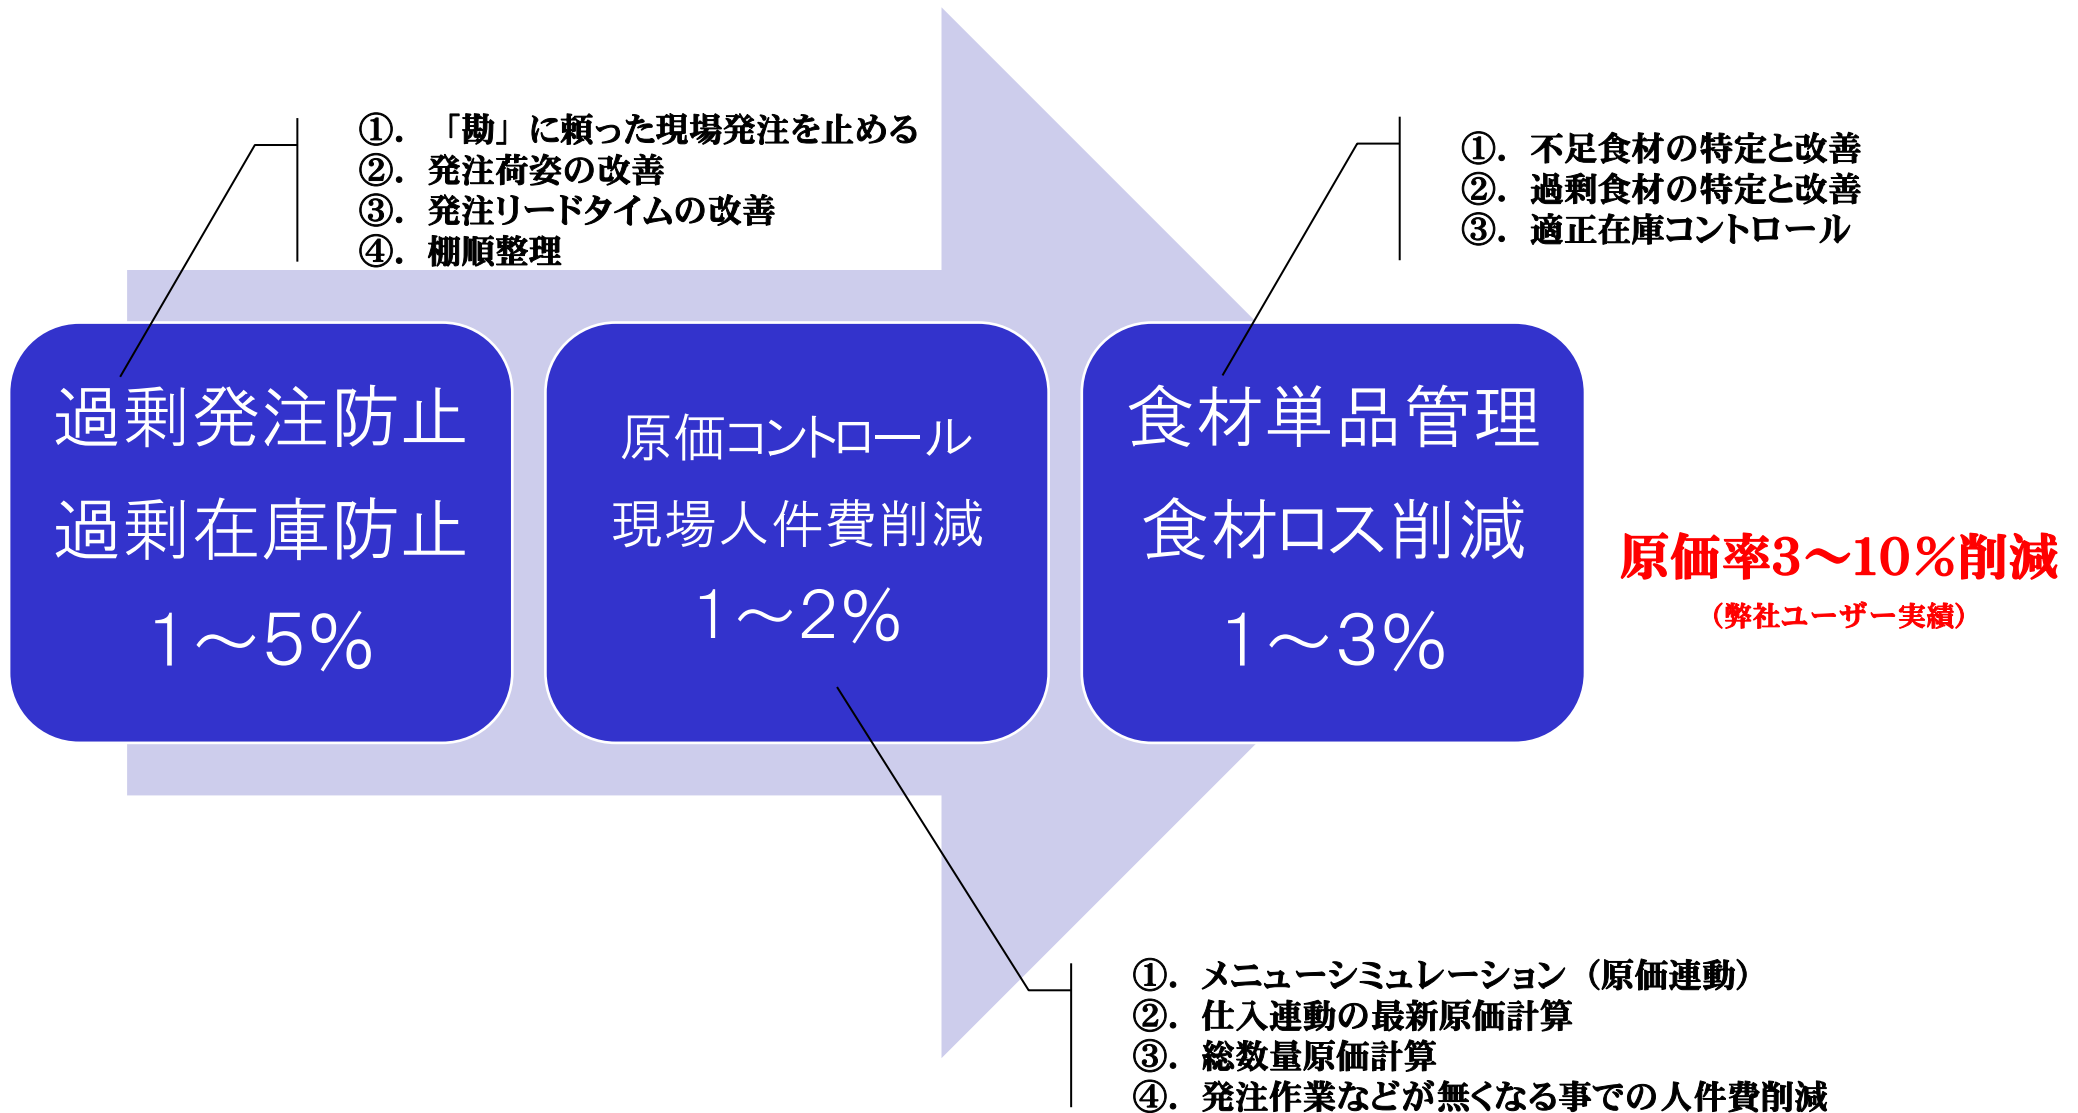 ①．「勘」に頼った現場発注を止める
②．発注荷姿の改善
③．発注リードタイムの改善
④．棚順整理
①．不足食材の特定と改善
②．過剰食材の特定と改善
③．適正在庫コントロール
過剰発注防止
過剰在庫防止
1～5%
原価コントロール
現場人件費削減
1～2%
食材単品管理
食材ロス削減
1～3%
原価率3～10%削減
（弊社ユーザー実績）
①．メニューシミュレーション（原価連動）
②．仕入連動の最新原価計算
③．総数量原価計算
④．発注作業などが無くなる事での人件費削減